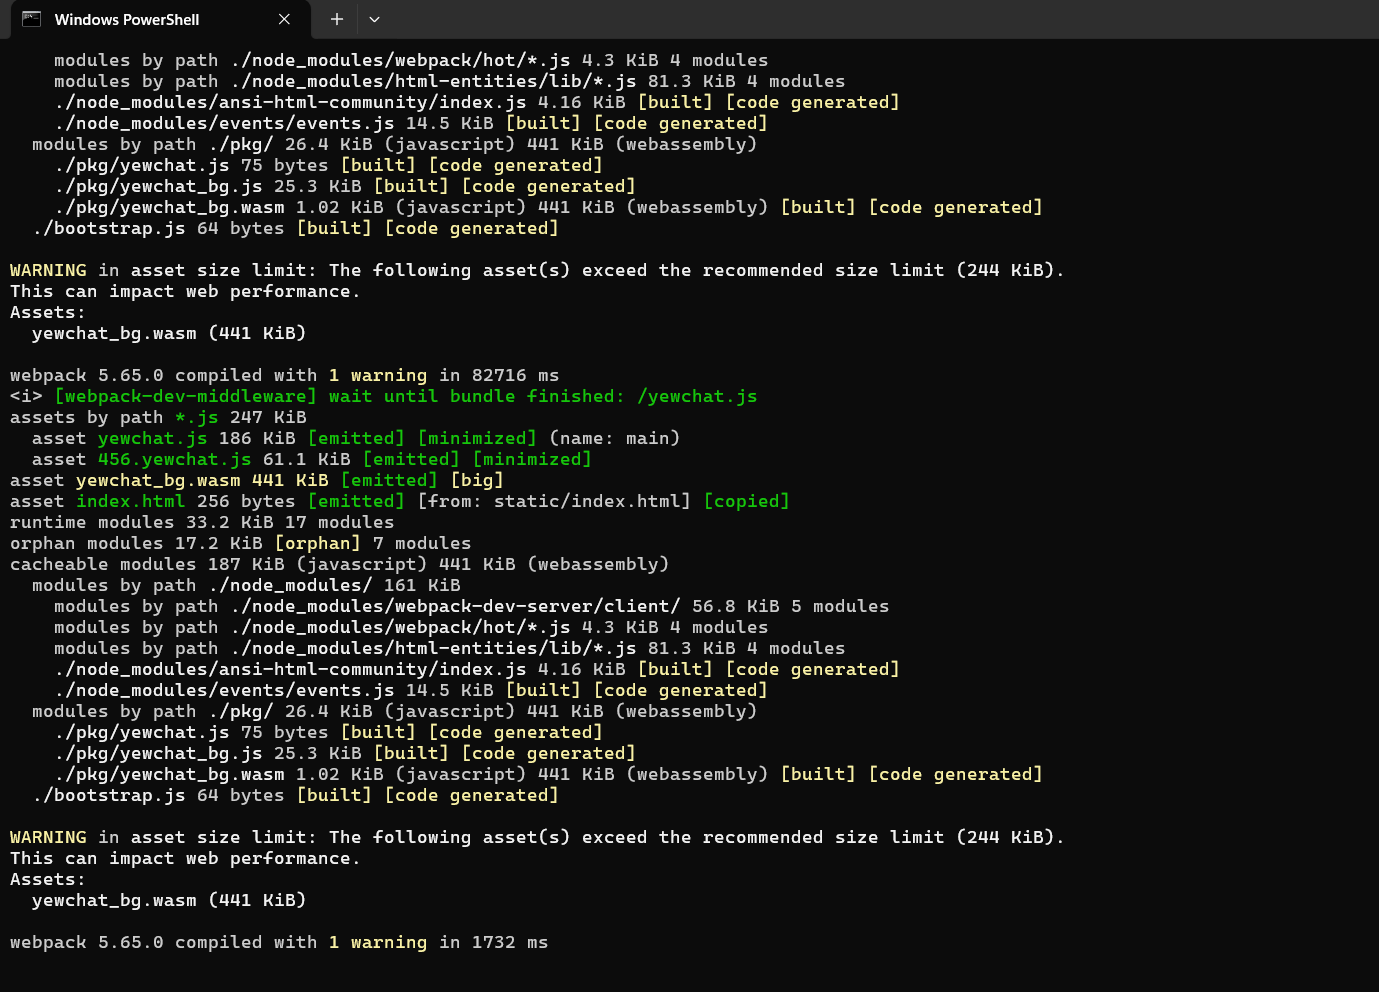 Windows PowerShell
modules by path ./node_modules/webpack/hot/*.js 4.3 KiB 4 modules
modules by path ./node_modules/html-entities/lib/*.js 81.3 KiB 4 modules
./node_modules/ansi-html-community/index.js 4.16 KiB [built] [code generated]
./node_modules/events/events.js 14.5 KiB [built] [code generated]
modules by path ./pkg/ 26.4 KiB (javascript) 441 KiB (webassembly)
./pkg/yewchat.js 75 bytes [built] [code generated]
./pkg/yewchat_bg.js 25.3 KiB [built] [code generated]
./pkg/yewchat_bg.wasm 1.02 KiB (javascript) 441 KiB (webassembly) [built] [code generated]
./bootstrap.js 64 bytes [built] [code generated]
WARNING in asset size limit: The following asset(s) exceed the recommended size limit (244 KiB).
This can impact web performance.
Assets:
yewchat_bg.wasm (441 KiB)
webpack 5.65.0 compiled with 1 warning in 82716 ms
<i> [webpack-dev-middleware] wait until bundle finished: /yewchat.js
assets by path *.js 247 KiB
asset yewchat.js 186 KiB [emitted] [minimized] (name: main)
asset 456.yewchat.js 61.1 KiB [emitted] [minimized]
asset yewchat_bg.wasm 441 KiB [emitted] [big]
asset index.html 256 bytes [emitted] [from: static/index.html] [copied]
runtime modules 33.2 KiB 17 modules
orphan modules 17.2 KiB [orphan] 7 modules
cacheable modules 187 KiB (javascript) 441 KiB (webassembly)
modules by path ./node_modules/ 161 KiB
modules by path ./node_modules/webpack-dev-server/client/ 56.8 KiB 5 modules
modules by path ./node_modules/webpack/hot/*.js 4.3 KiB 4 modules
modules by path ./node_modules/html-entities/lib/*.js 81.3 KiB 4 modules
./node_modules/ansi-html-community/index.js 4.16 KiB [built] [code generated]
./node_modules/events/events.js 14.5 KiB [built] [code generated]
modules by path ./pkg/ 26.4 KiB (javascript) 441 KiB (webassembly)
./pkg/yewchat.js 75 bytes [built] [code generated]
./pkg/yewchat_bg.js 25.3 KiB [built] [code generated]
./pkg/yewchat_bg.wasm 1.02 KiB (javascript) 441 KiB (webassembly) [built] [code generated]
./bootstrap.js 64 bytes [built] [code generated]
WARNING in asset size limit: The following asset(s) exceed the recommended size limit (244 KiB).
This can impact web performance.
Assets:
yewchat_bg.wasm (441 KiB)
webpack 5.65.0 compiled with 1 warning in 1732 ms